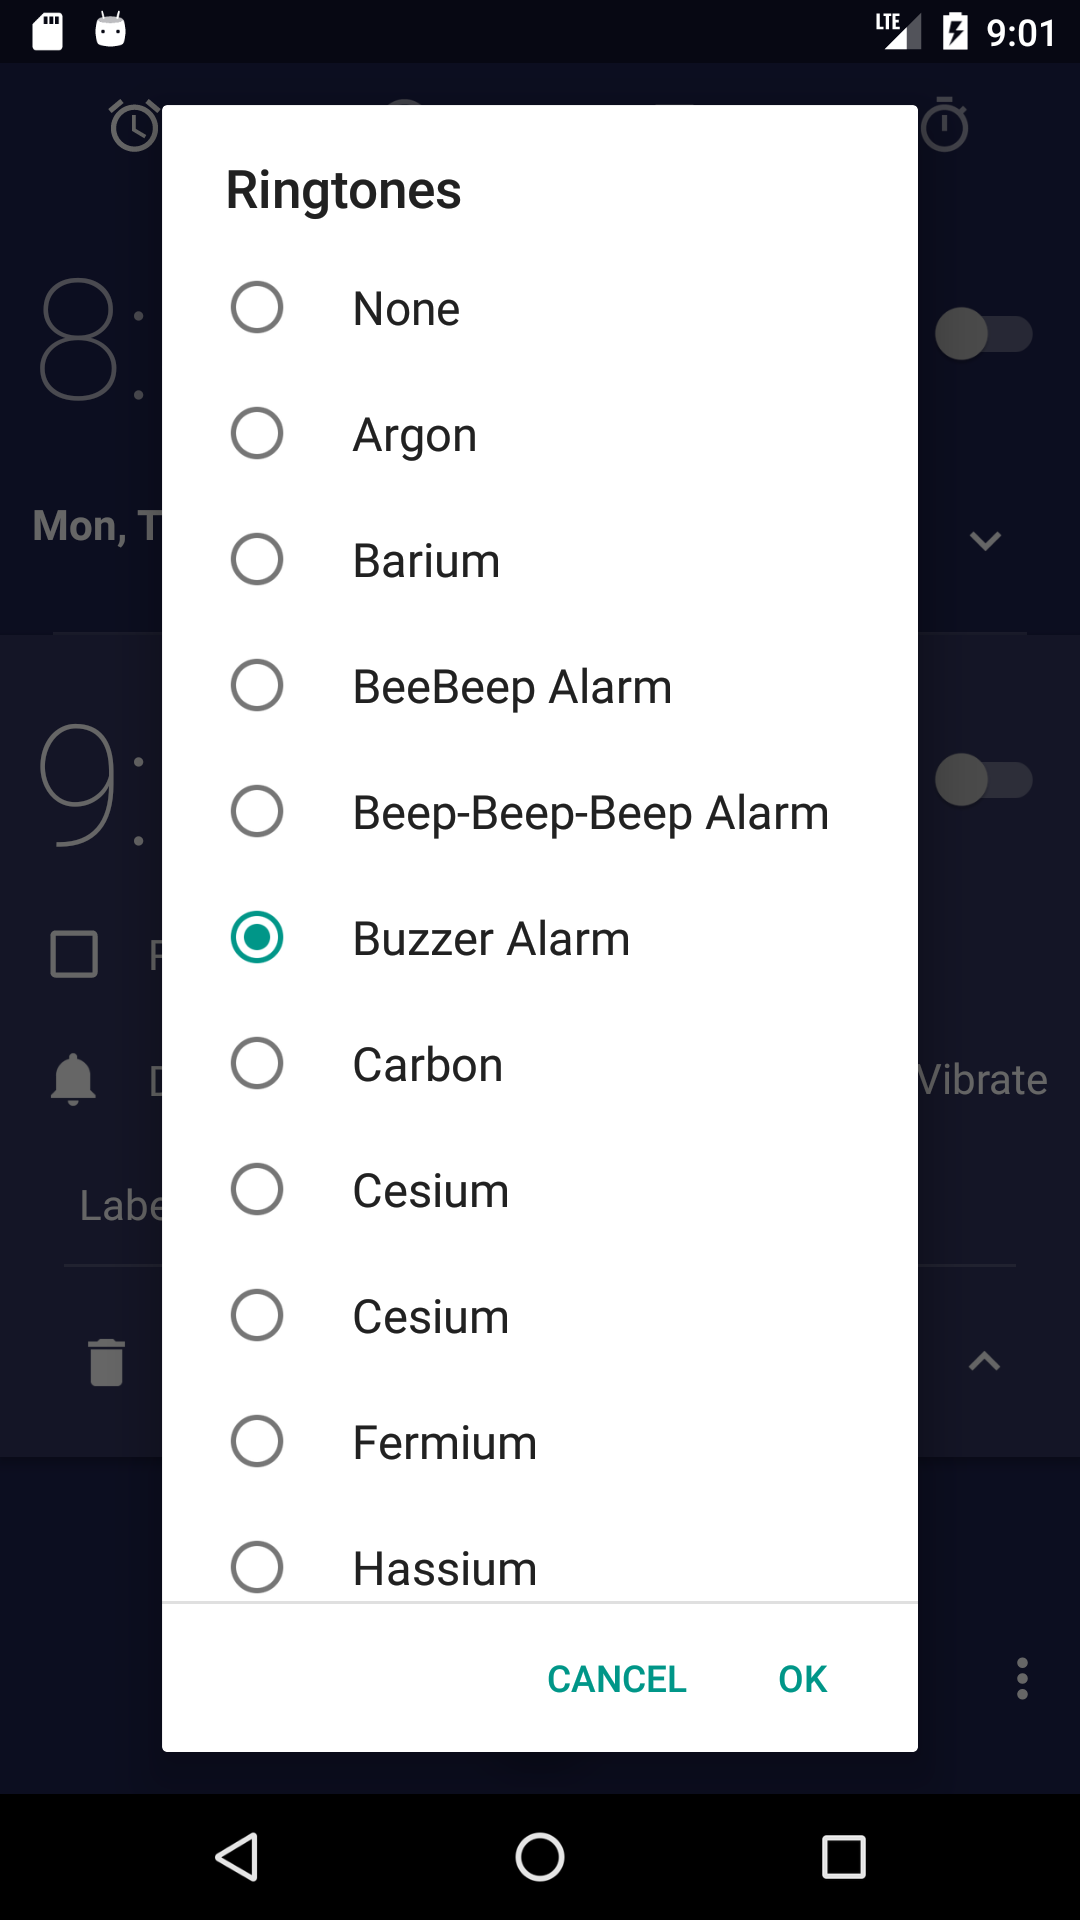 LTE 9:01
Ringtones
8:
None
Argon
Mon, T
Barium
BeeBeep Alarm
9:
Beep-Beep-Beep Alarm
Buzzer Alarm
Carbon
Vibrate
Cesium
Labe
Cesium
Fermium
Hassium
CANCEL OK